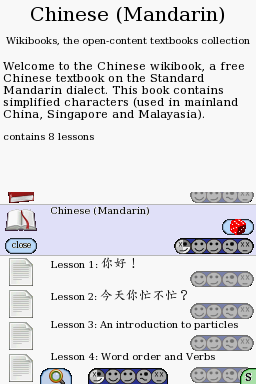 Chinese (Mandarin)
Wikibooks, the open-content textbooks collection
Welcome to the Chinese wikibook, a free
Chinese textbook on the Standard
Mandarin dialect. This book contains
simplified characters (used in mainland
China, Singapore and Malayasia).
contains 8 lessons
Chinese (Mandarin)
close
Lesson 1: 你好！
Lesson 2: 今天你忙不忙？
Lesson 3: An introduction to particles
Lesson 4: Word order and Verbs
S